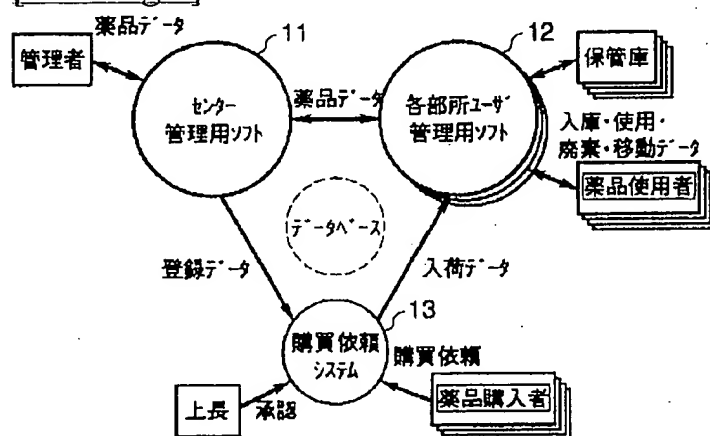 薬品データ
11
12
管理者
保管庫
センター
管理用ソフト
薬品データ
各部所ユーザ
管理用ソフト
入庫・使用・
廃棄・移動データ
薬品使用者
データベース
登録データ
入荷データ
13
購買依頼
システム
購買依頼
上長
承認
薬品購入者